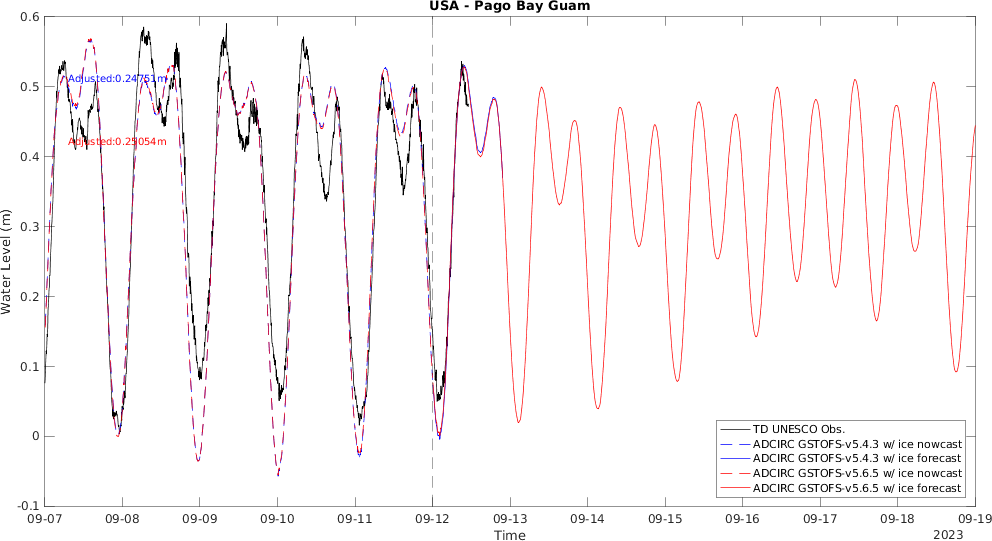 USA - Pago Bay Guam
0.6
0.5
0.4
0.3
0.2
0.1
0
-0.1
Water Level (m)
Adjusted:0.24751m
Adjusted:0.25054m
TD UNESCO Obs.
ADCIRC GSTOFS-v5.4.3 w/ ice nowcast
ADCIRC GSTOFS-v5.4.3 w/ ice forecast
ADCIRC GSTOFS-v5.6.5 w/ ice nowcast
ADCIRC GSTOFS-v5.6.5 w/ ice forecast
09-07 09-08 09-09 09-10 09-11 09-12 09-13 09-14 09-15 09-16 09-17 09-18 09-19
Time
2023